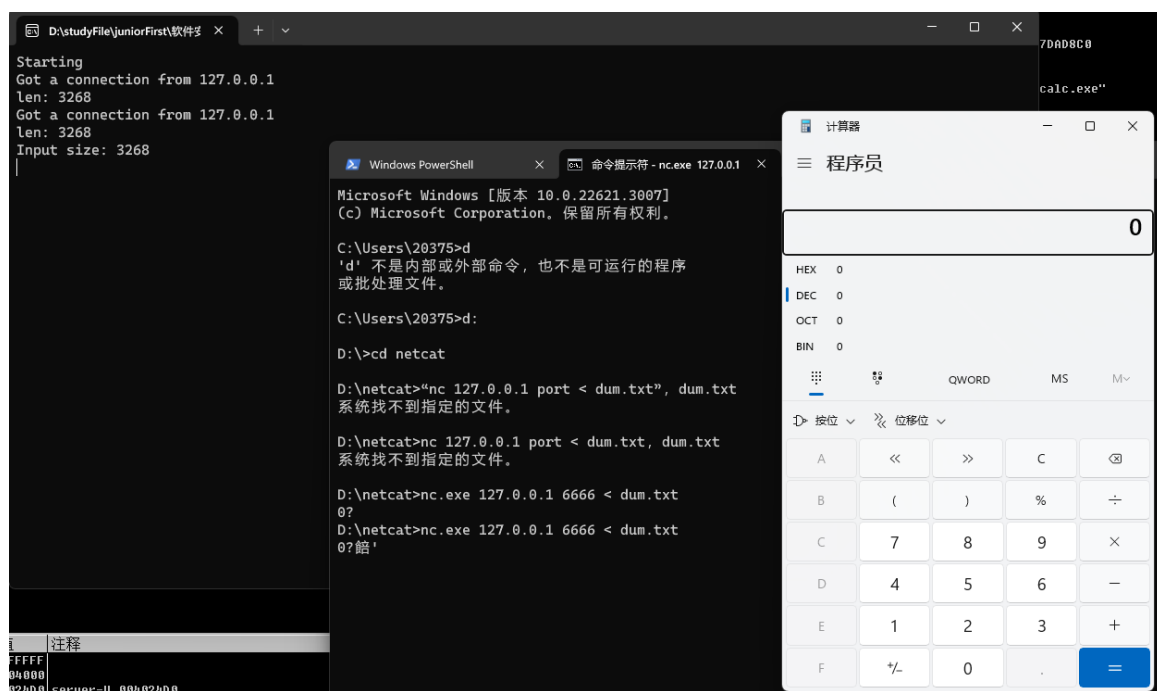 D:\studyFile\juniorFirst\软件安
Starting
Got a connection from 127.0.0.1
len: 3268
Got a connection from 127.0.0.1
len: 3268
Input size: 3268
7DAD8C0
calc.exe"
Windows PowerShell
命令提示符 - nc.exe 127.0.0.1
Microsoft Windows [版本 10.0.22621.3007]
(c) Microsoft Corporation。保留所有权利。
C:\Users\20375>d
'd' 不是内部或外部命令，也不是可运行的程序
或批处理文件。
C:\Users\20375>d:
D:\>cd netcat
D:\netcat>“nc 127.0.0.1 port < dum.txt”, dum.txt
系统找不到指定的文件。
D:\netcat>nc 127.0.0.1 port < dum.txt, dum.txt
系统找不到指定的文件。
D:\netcat>nc.exe 127.0.0.1 6666 < dum.txt
0?
D:\netcat>nc.exe 127.0.0.1 6666 < dum.txt
0?餢'
计算器
程序员
0
HEX 0
DEC 0
OCT 0
BIN 0
QWORD MS M
按位 位移位
A << >> C
B ( ) % ÷
C 7 8 9 ×
D 4 5 6 −
E 1 2 3 +
F +/- 0 . =
注释
FFFFF
04000
024D0 server-U.004024D0